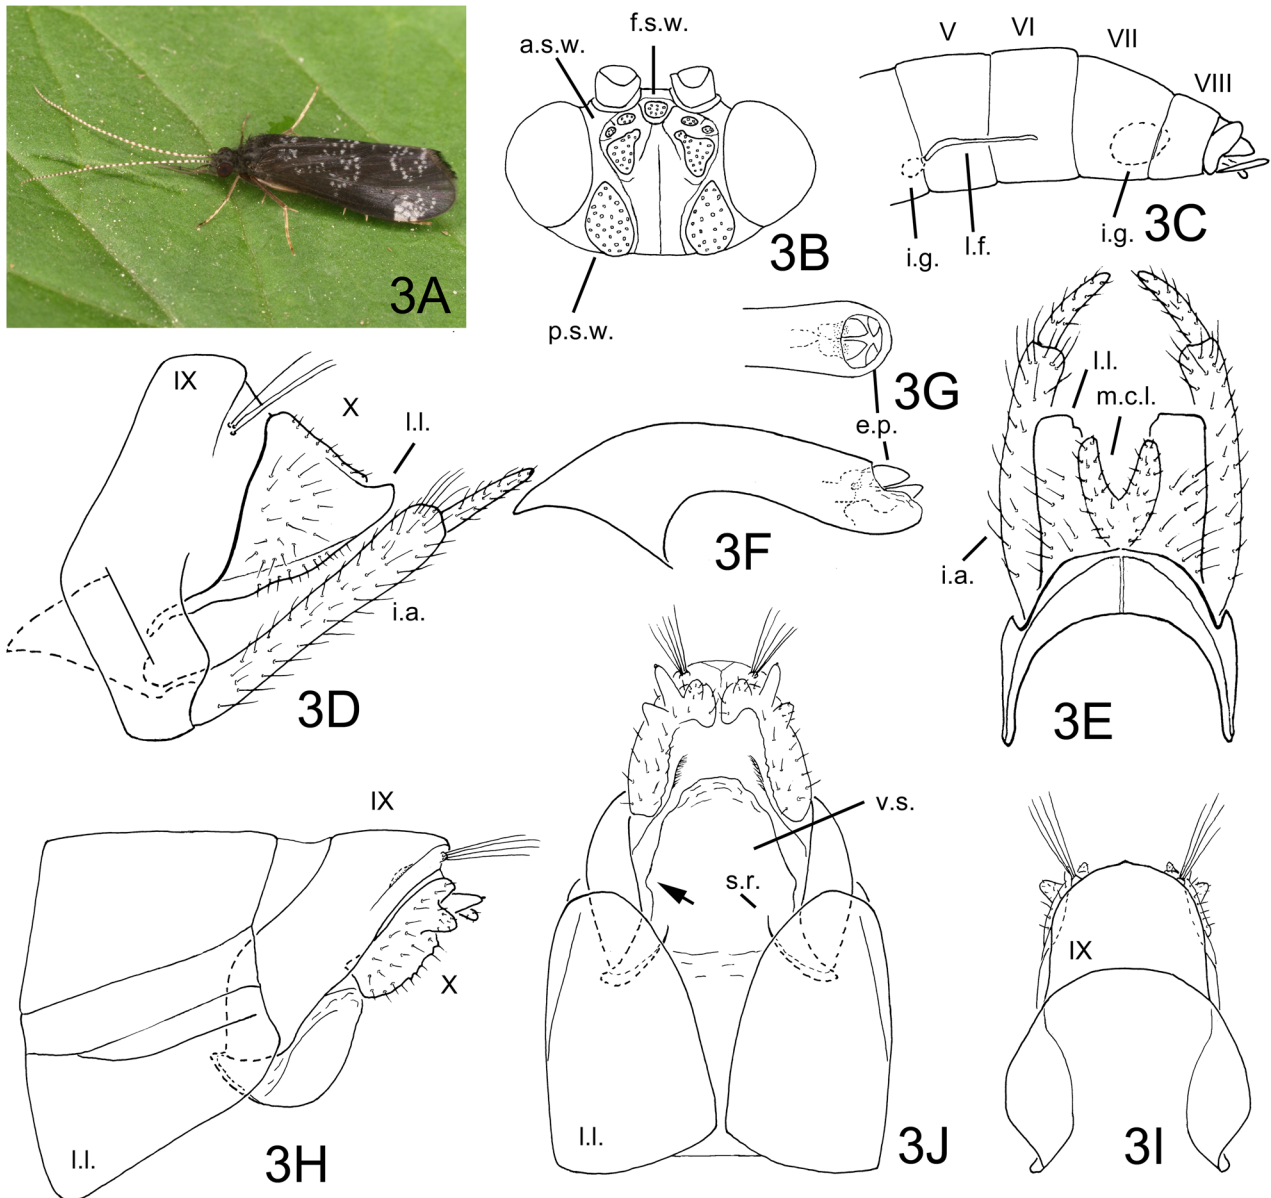 3A
f.s.w.
a.s.w.
3B
p.s.w.
V
VI
VII
VIII
i.g.
l.f.
i.g.
3C
IX
X
l.l.
i.a.
3D
3G
e.p.
3F
l.l.
m.c.l.
i.a.
3E
IX
X
l.l.
3H
v.s.
s.r.
l.l.
3J
IX
3I